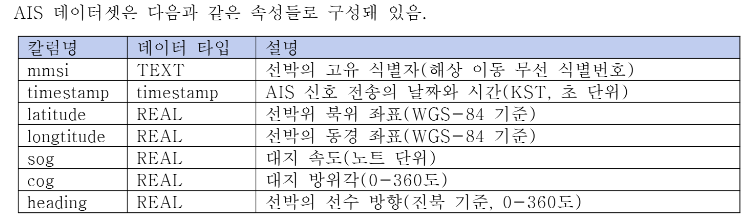 AIS 데이터셋은 다음과 같은 속성들로 구성돼 있음.
칼럼명 데이터 타입 설명
mmsi TEXT 선박의 고유 식별자(해상 이동 무선 식별번호)
timestamp timestamp AIS 신호 전송의 날짜와 시간(KST, 초 단위)
latitude REAL 선박위 북위 좌표(WGS-84 기준)
longtitude REAL 선박의 동경 좌표(WGS-84 기준)
sog REAL 대지 속도(노트 단위)
cog REAL 대지 방위각(0-360도)
heading REAL 선박의 선수 방향(진북 기준, 0-360도)